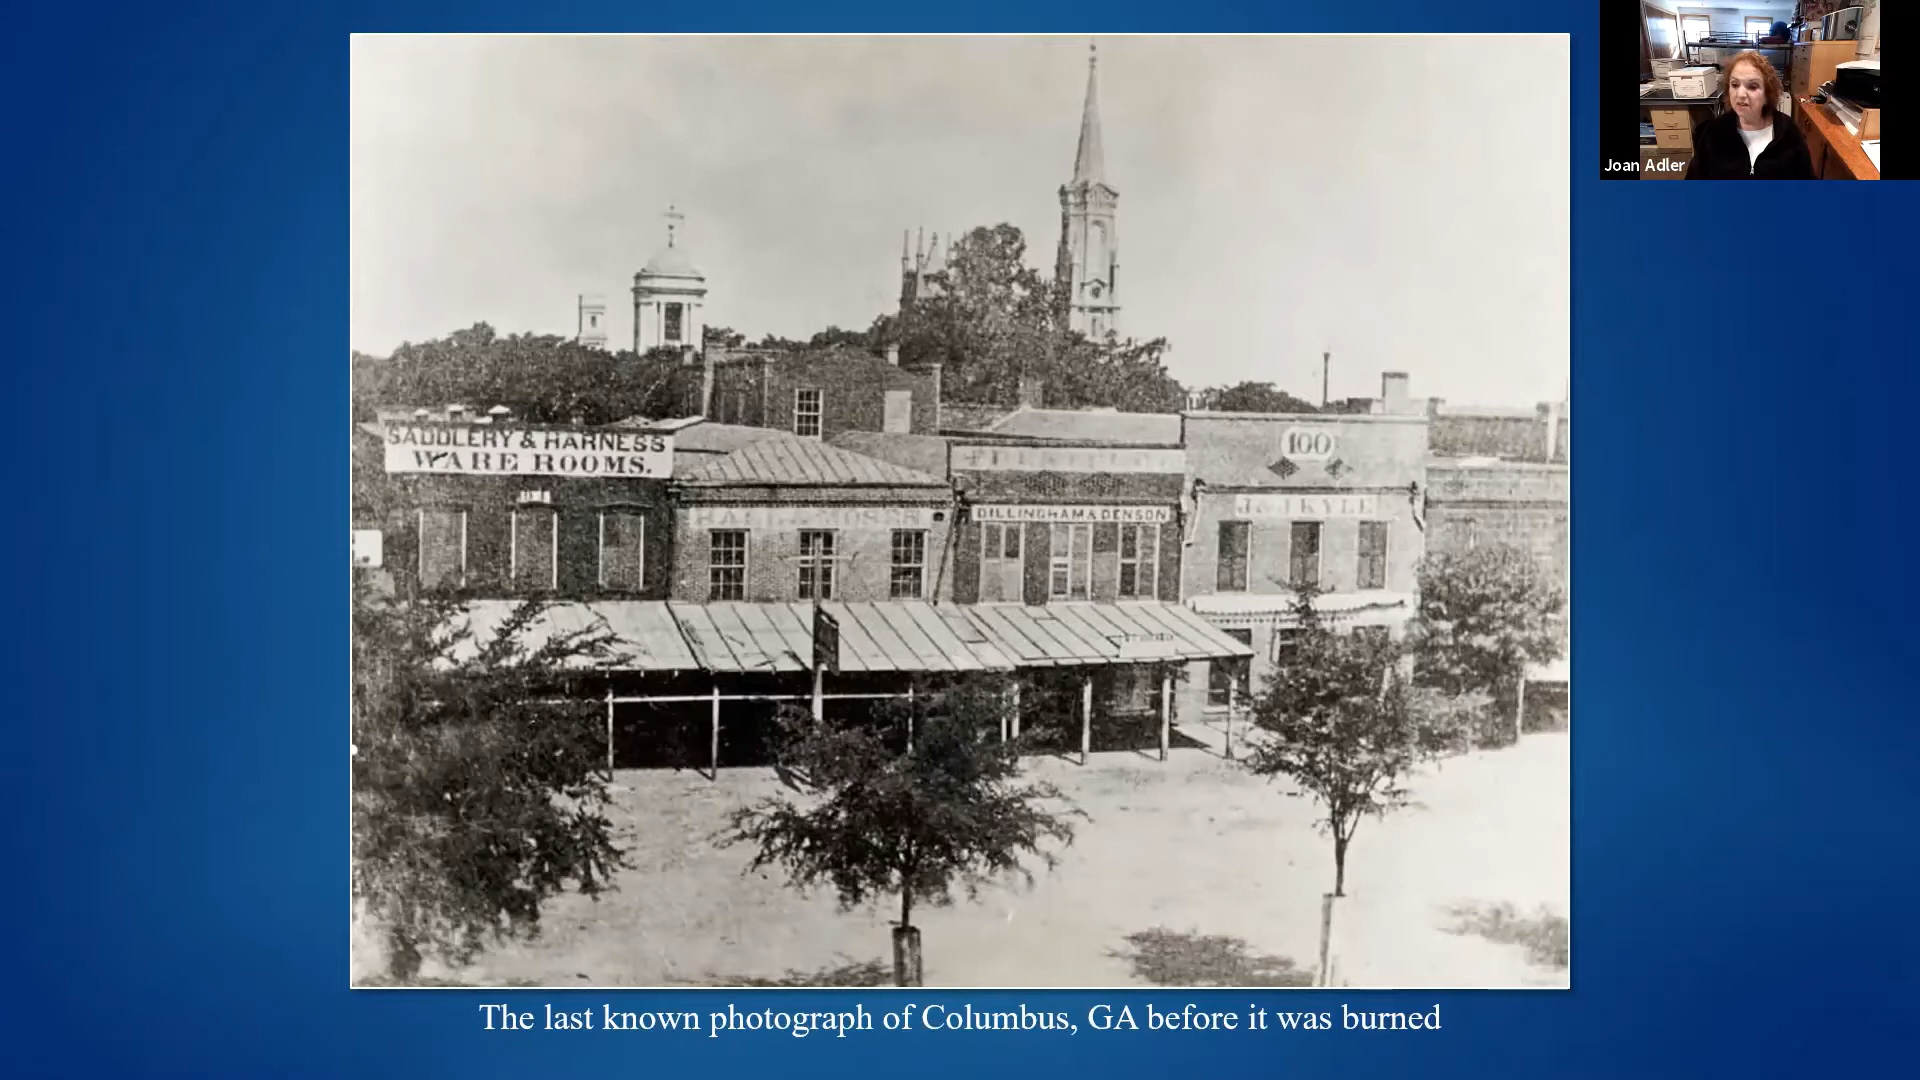 Joan Adler
SADDLERY & HARNESS
WARE ROOMS.
100
DILLINGHAM & DENSON
J & J KYLE
The last known photograph of Columbus, GA before it was burned